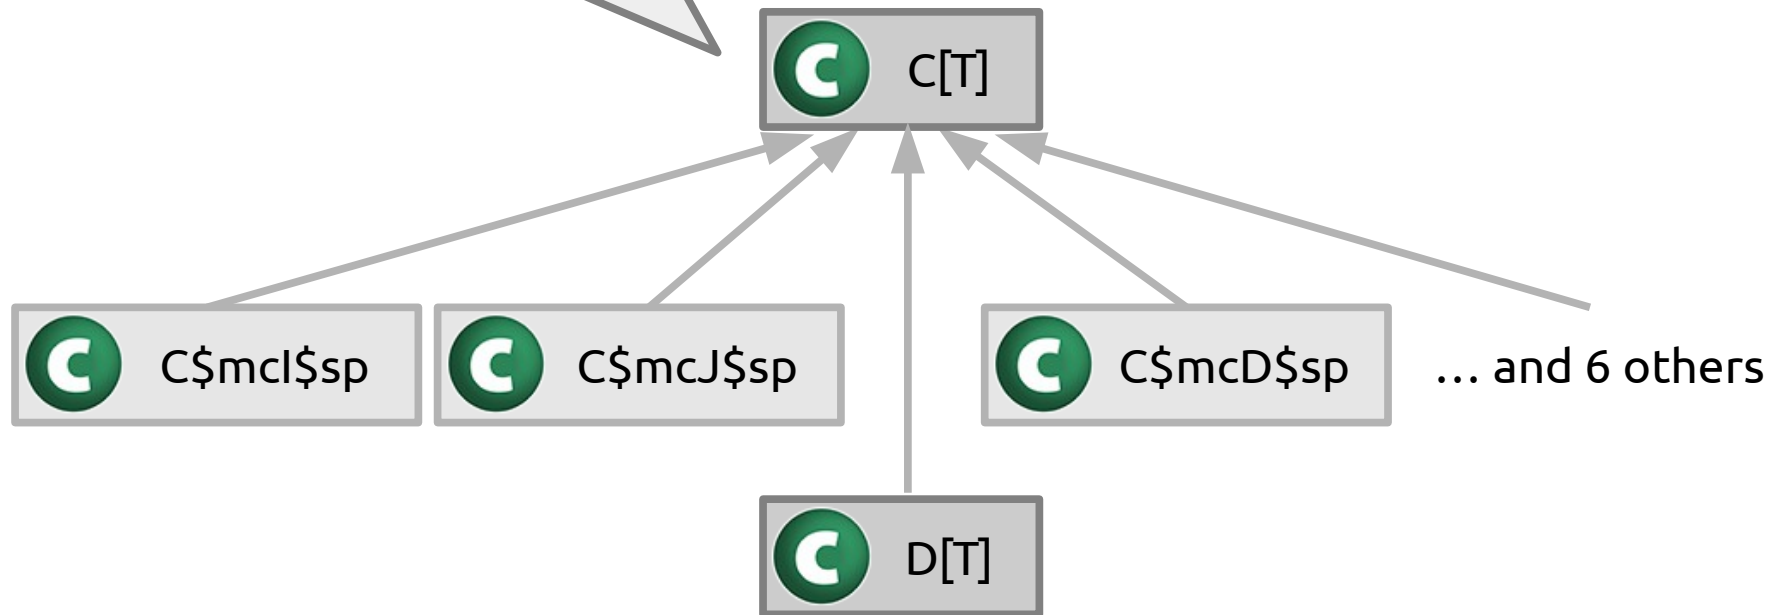 C C[T]
C C$mcI$sp C C$mcJ$sp C C$mcD$sp … and 6 others
C D[T]